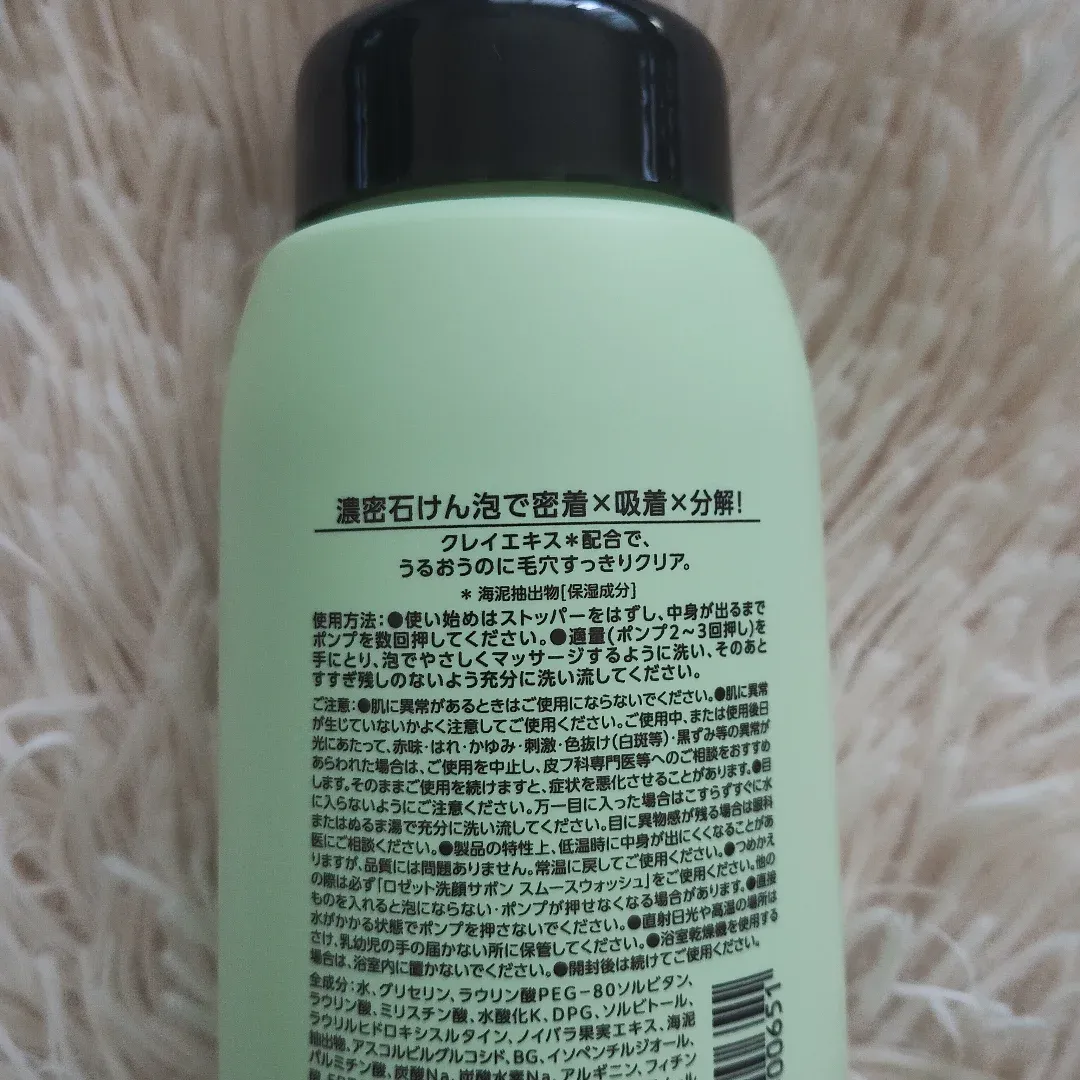 濃密石けん泡で密着×吸着×分解!
クレイエキス*配合で、
うるおうのに毛穴すっきりクリア。
* 海泥抽出物[保湿成分]
使用方法:●使い始めはストッパーをはずし、中身が出るまで
ポンプを数回押してください。●適量(ポンプ2~3回押し)を
手にとり、泡でやさしくマッサージするように洗い、そのあと
すすぎ残しのないよう充分に洗い流してください。
ご注意:●肌に異常があるときはご使用にならないでください。●肌に異常
が生じていないかよく注意してご使用ください。ご使用中、または使用後日
光にあたって、赤味・はれ・かゆみ・刺激・色抜け(白斑等)・黒ずみ等の異常が
あらわれた場合は、ご使用を中止し、皮フ科専門医等へのご相談をおすすめ
します。そのままご使用を続けますと、症状を悪化させることがあります。●目
に入らないようにご注意ください。万一目に入った場合はこすらずすぐに水
またはぬるま湯で充分に洗い流してください。目に異物感が残る場合は眼科
医にご相談ください。●製品の特性上、低温時に中身が出にくくなることがあ
りますが、品質には問題ありません。常温に戻してご使用ください。●つめかえ
の際は必ず「ロゼット洗顔サボン スムースウォッシュ」をご使用ください。他の
ものを入れると泡にならない・ポンプが押せなくなる場合があります。●直接
水がかかる状態でポンプを押さないでください。●直射日光や高温の場所は
さけ、乳幼児の手の届かない所に保管してください。●浴室乾燥機を使用する
場合は、浴室内に置かないでください。●開封後は続けてご使用ください。
全成分:水、グリセリン、ラウリン酸PEG-80ソルビタン、
ラウリン酸、ミリスチン酸、水酸化K、DPG、ソルビトール、
ラウリルヒドロキシスルタイン、ノイバラ果実エキス、海泥
抽出物、アスコルビルグルコシド、BG、イソペンチルジオール、
パルミチン酸、炭酸Na、炭酸水素Na、アルギニン、フィチン